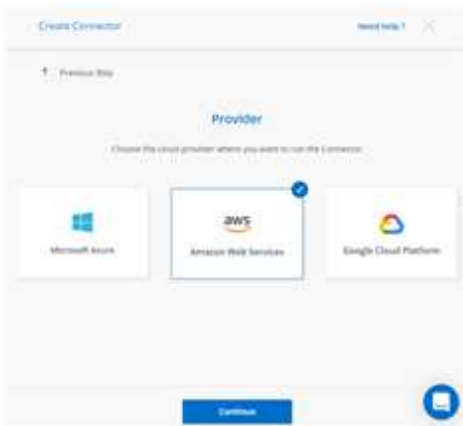 Create Connector
Need help ?
Previous Step
Provider
Choose the cloud provider where you want to run the Connector
aws
Microsoft Azure
Amazon Web Services
Google Cloud Platform
Continue